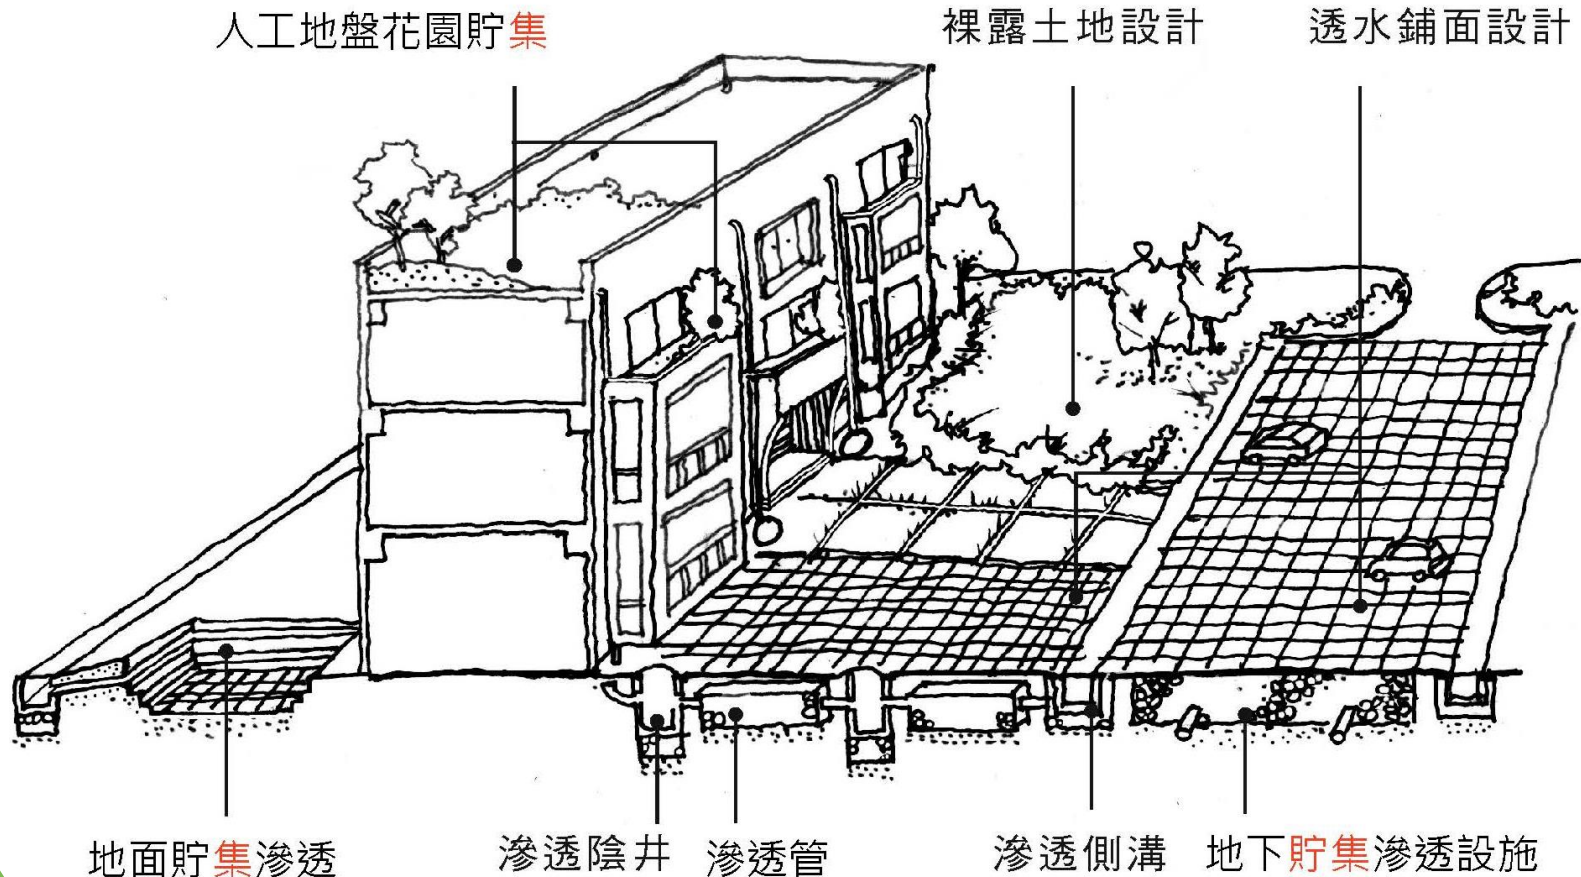 人工地盤花園貯集
裸露土地設計
透水鋪面設計
地面貯集滲透
滲透陰井
滲透管
滲透側溝
地下貯集滲透設施